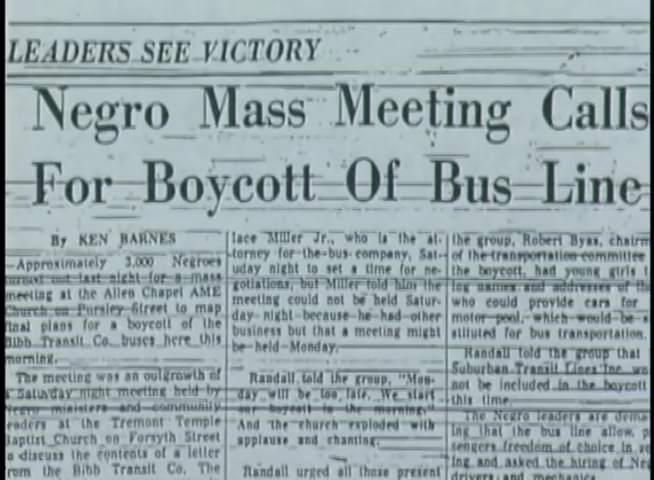 LEADERS SEE VICTORY
Negro Mass Meeting Calls
For Boycott Of Bus Line
By KEN BARNES
Approximately 3,000 Negroes
turned out last night for a mass
meeting at the Allen Chapel AME
Church on Pursley Street to map
final plans for a boycott of the
Bibb Transit Co. buses here this
morning.
The meeting was an outgrowth of
a Saturday night meeting held by
Negro ministers and community
leaders at the Tremont Temple
Baptist Church on Forsyth Street
o discuss the contents of a letter
rom the Bibb Transit Co. The
lace Miller Jr., who is the at-
torney for the bus company, Sat-
urday night to set a time for ne-
gotiations, but Miller told him the
meeting could not be held Satur-
day night because he had other
business but that a meeting might
be held Monday.
Randall told the group, "Mon-
day will be too late. We start
our boycott in the morning."
And the church exploded with
applause and chanting.
Randall urged all those present
the group, Robert Byas, chairm
of the transportation committee
the boycott, had young girls
ing names and addresses of
who could provide cars for
motor pool, which would be
stituted for bus transportation.
Randall told the group that
Suburban Transit Lines Inc.
not be included in the boycott
this time.
The Negro leaders are dema
ing that the bus line allow
sengers freedom of choice in
ing and asked the hiring of Neg
drivers and mechanics